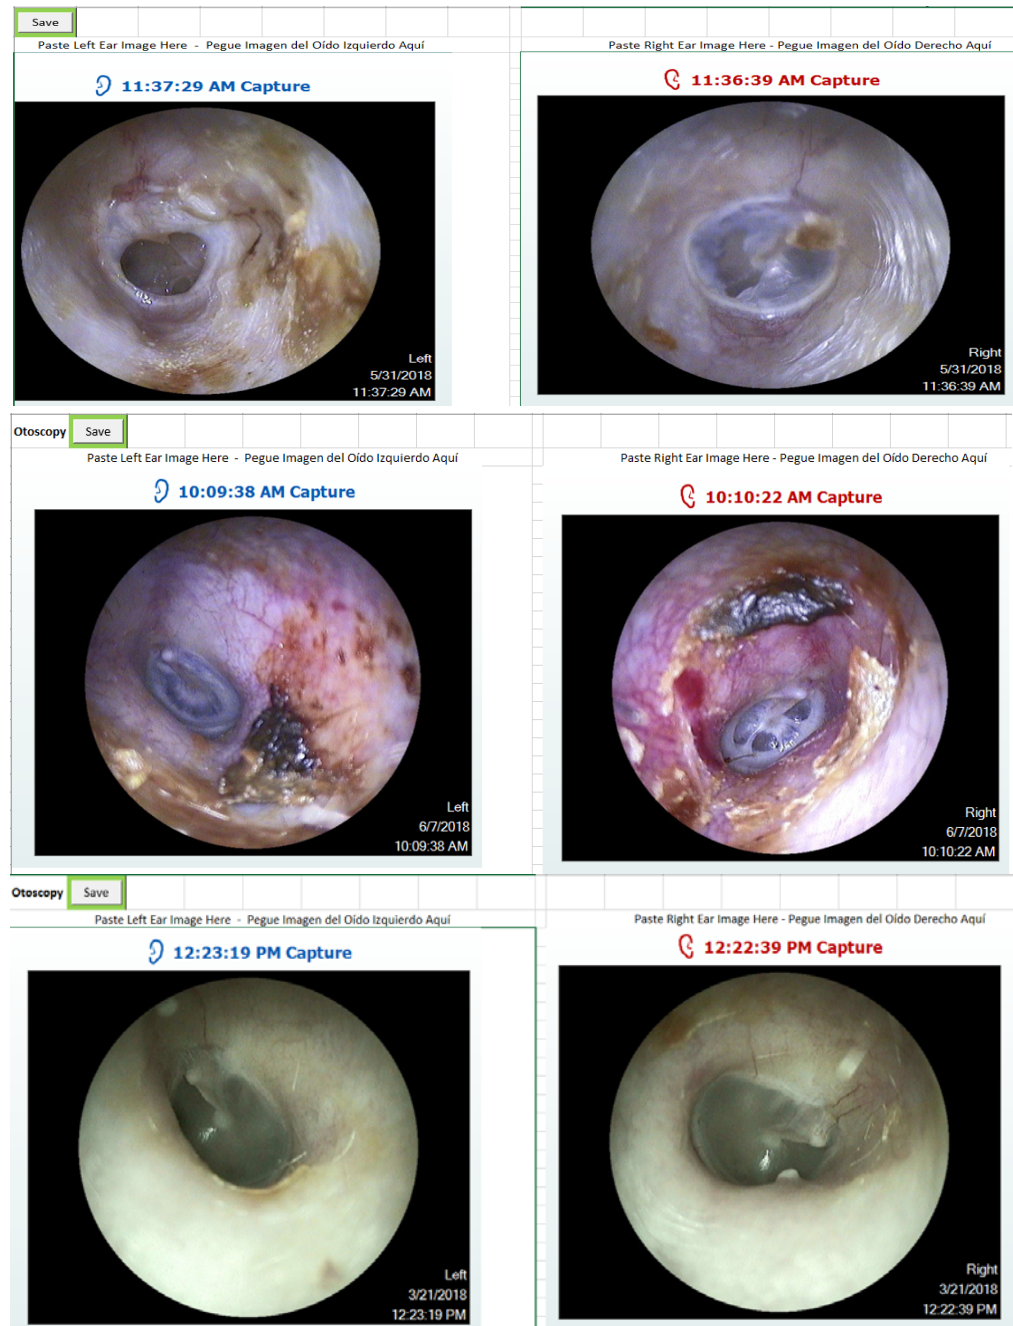 Save
Paste Left Ear Image Here - Pegue Imagen del Oído Izquierdo Aquí
Paste Right Ear Image Here - Pegue Imagen del Oído Derecho Aquí
11:37:29 AM Capture
11:36:39 AM Capture
Left
5/31/2018
11:37:29 AM
Right
5/31/2018
11:36:39 AM
Otoscopy Save
Paste Left Ear Image Here - Pegue Imagen del Oído Izquierdo Aquí
Paste Right Ear Image Here - Pegue Imagen del Oído Derecho Aquí
10:09:38 AM Capture
10:10:22 AM Capture
Left
6/7/2018
10:09:38 AM
Right
6/7/2018
10:10:22 AM
Otoscopy Save
Paste Left Ear Image Here - Pegue Imagen del Oído Izquierdo Aquí
Paste Right Ear Image Here - Pegue Imagen del Oído Derecho Aquí
12:23:19 PM Capture
12:22:39 PM Capture
Left
3/21/2018
12:23:19 PM
Right
3/21/2018
12:22:39 PM